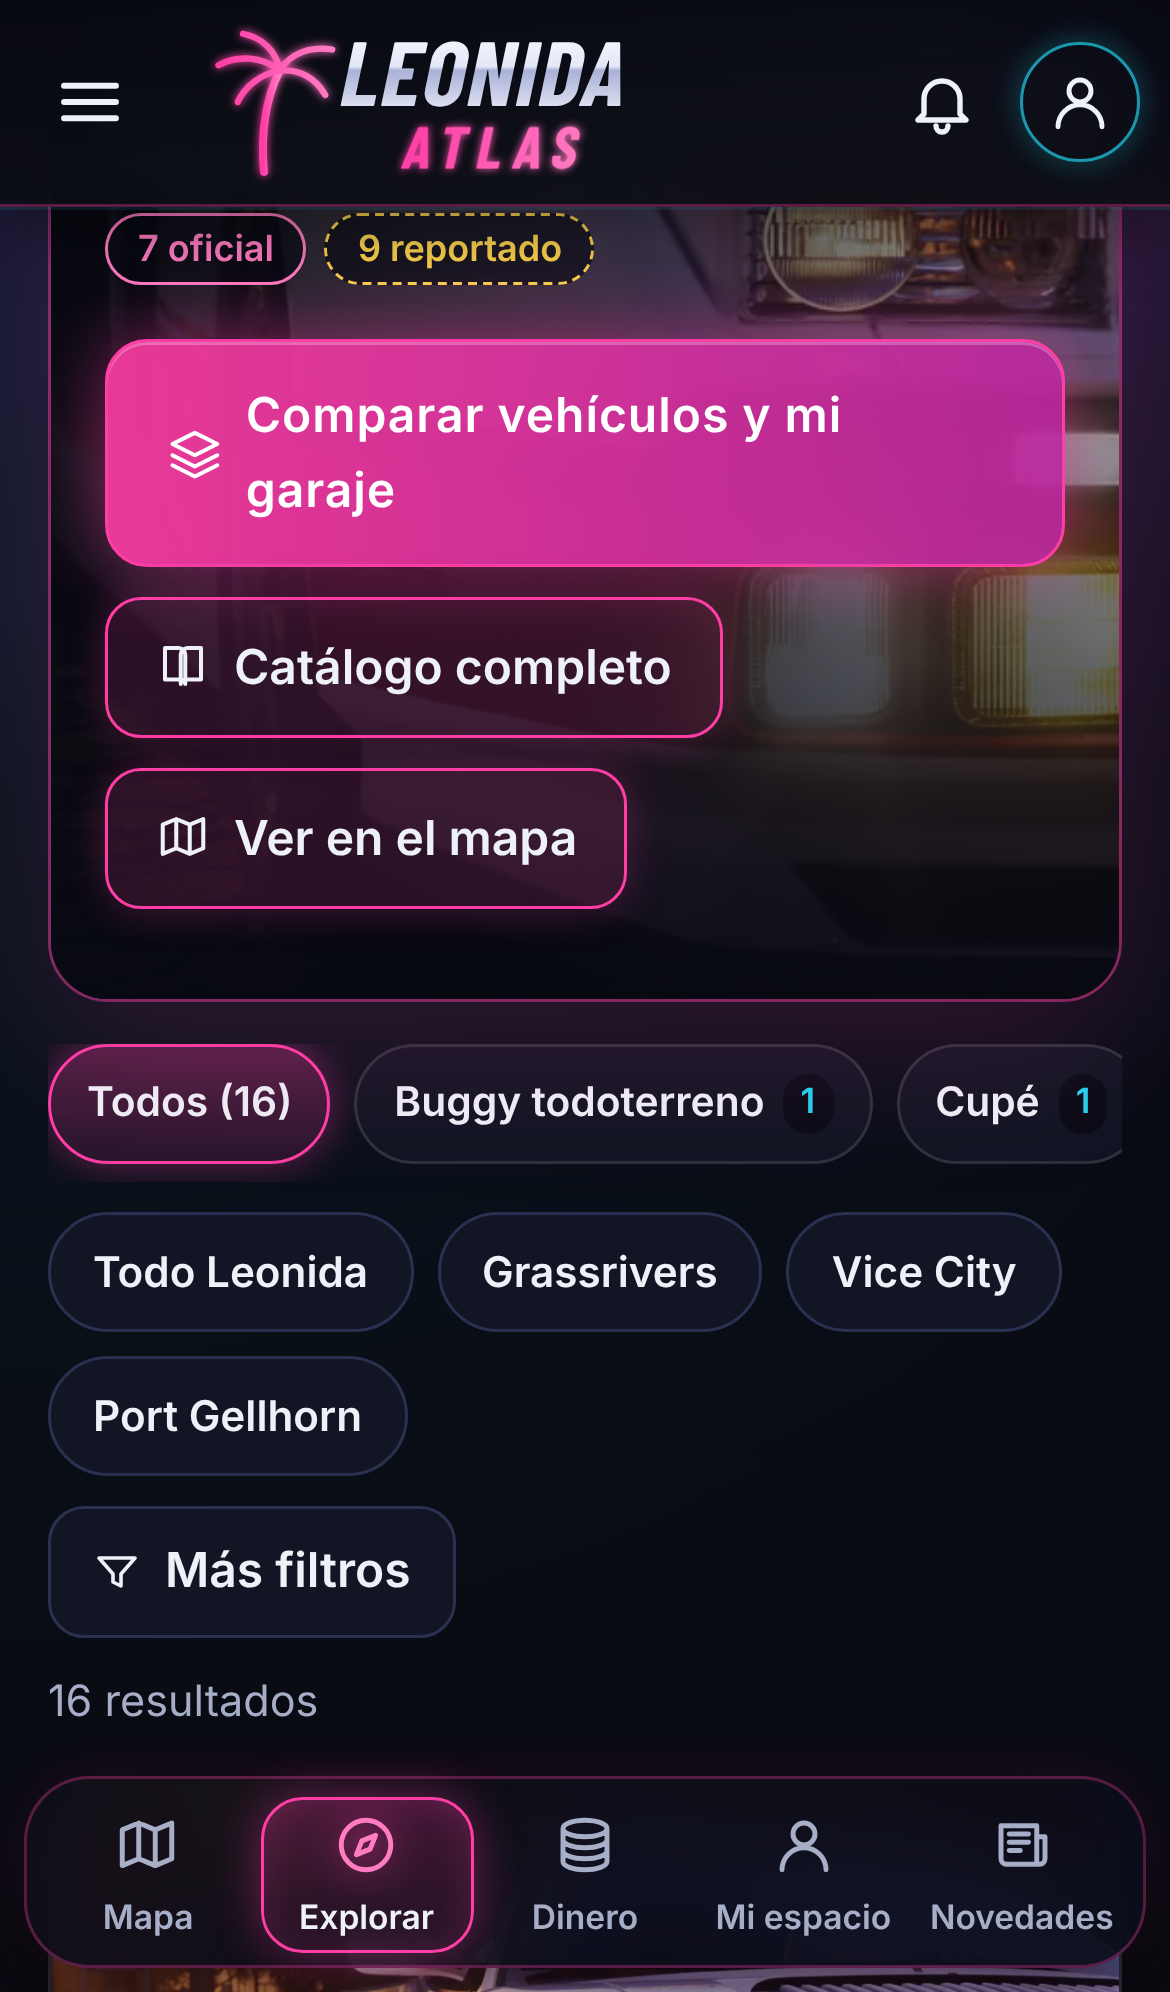 LEONIDA
ATLAS
7 oficial
9 reportado
Comparar vehículos y mi
garaje
Catálogo completo
Ver en el mapa
Todos (16)
Buggy todoterreno 1
Cupé 1
Todo Leonida
Grassrivers
Vice City
Port Gellhorn
Más filtros
16 resultados
Mapa
Explorar
Dinero
Mi espacio
Novedades